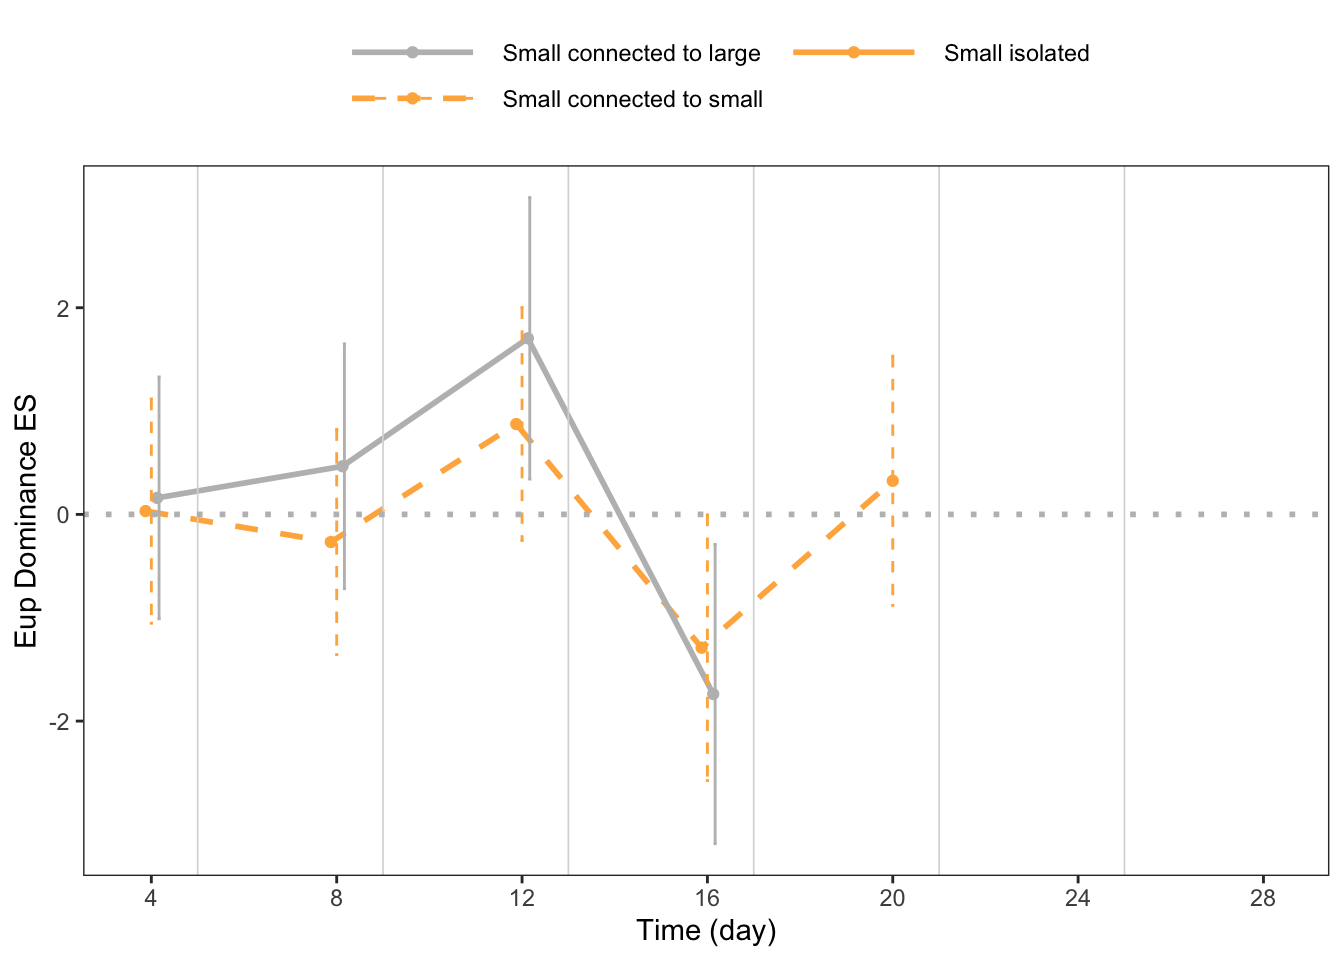 Small connected to large Small isolated
Small connected to small
Eup Dominance ES
2
0
-2
4 8 12 16 20 24 28
Time (day)